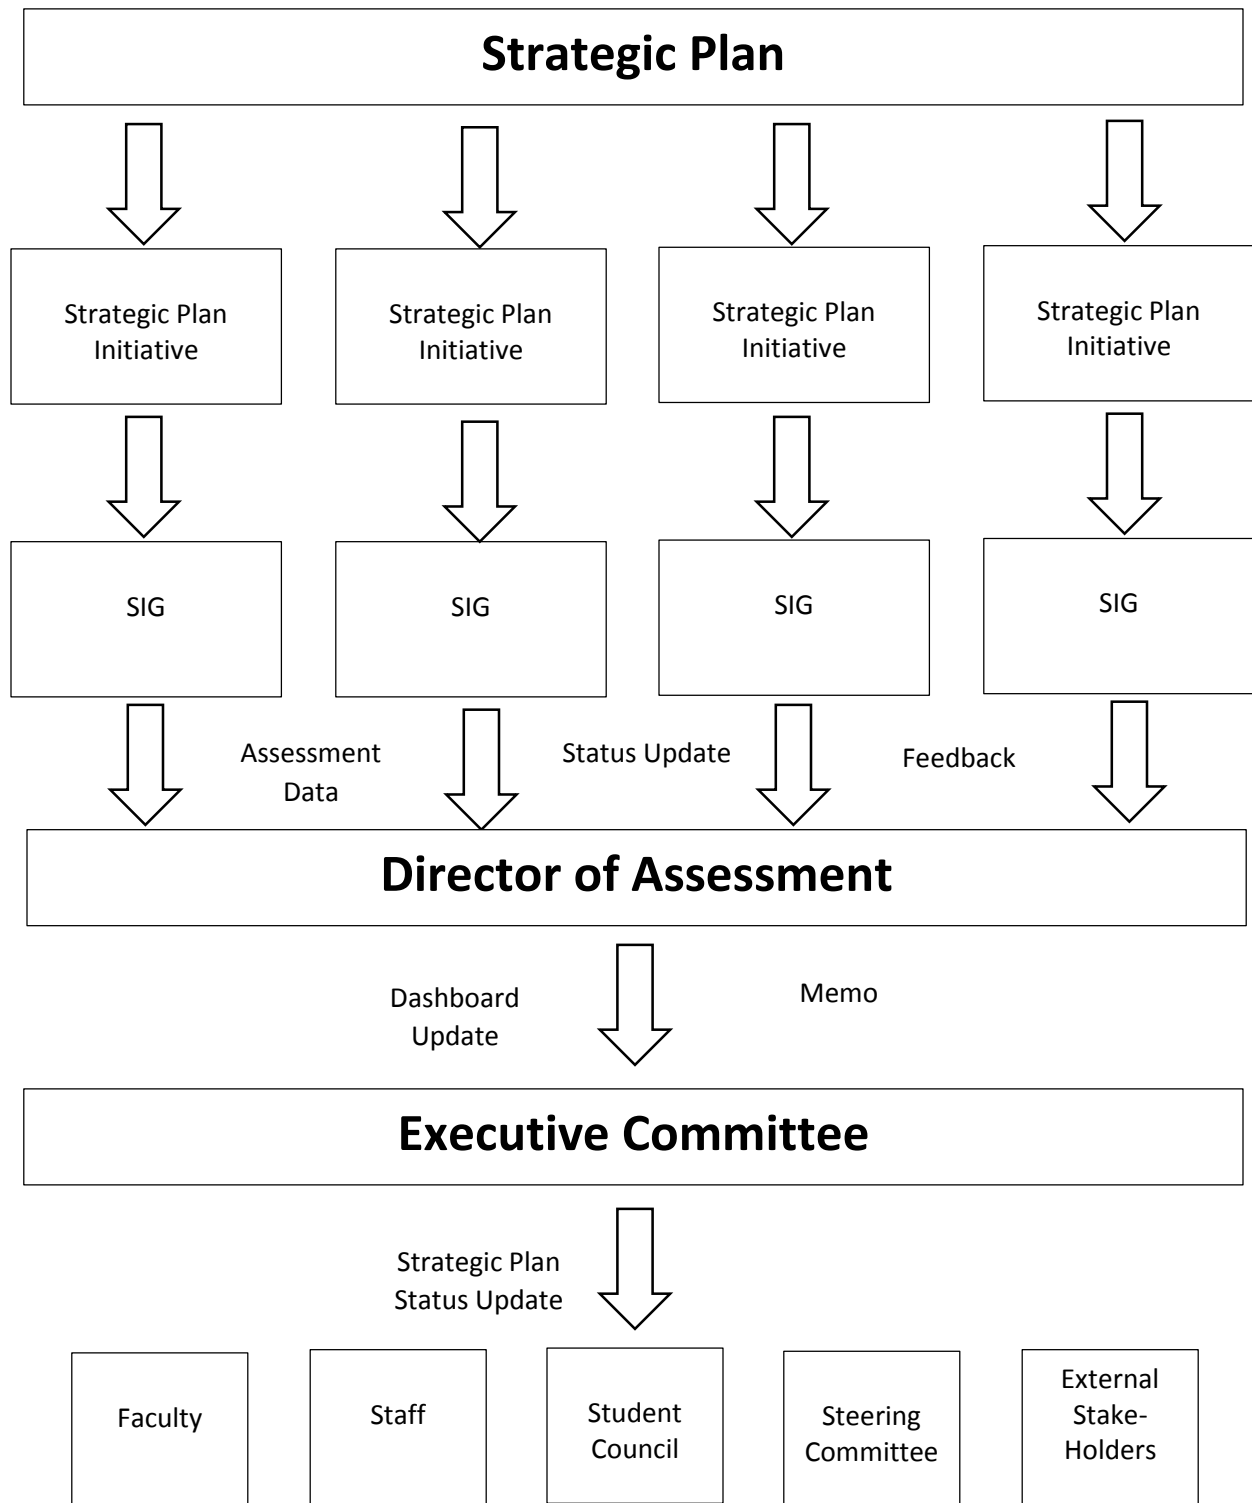 Strategic Plan
Strategic Plan
Initiative
Strategic Plan
Initiative
Strategic Plan
Initiative
Strategic Plan
Initiative
SIG
SIG
SIG
SIG
Assessment
Data
Status Update
Feedback
Director of Assessment
Dashboard
Update
Memo
Executive Committee
Strategic Plan
Status Update
Faculty
Staff
Student
Council
Steering
Committee
External
Stake-
Holders